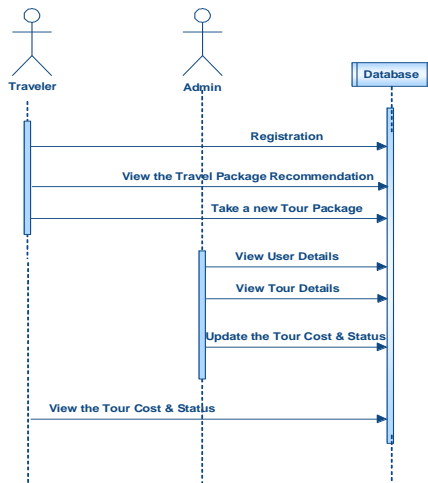 Traveler
Admin
Database
Registration
View the Travel Package Recommendation
Take a new Tour Package
View User Details
View Tour Details
Update the Tour Cost & Status
View the Tour Cost & Status